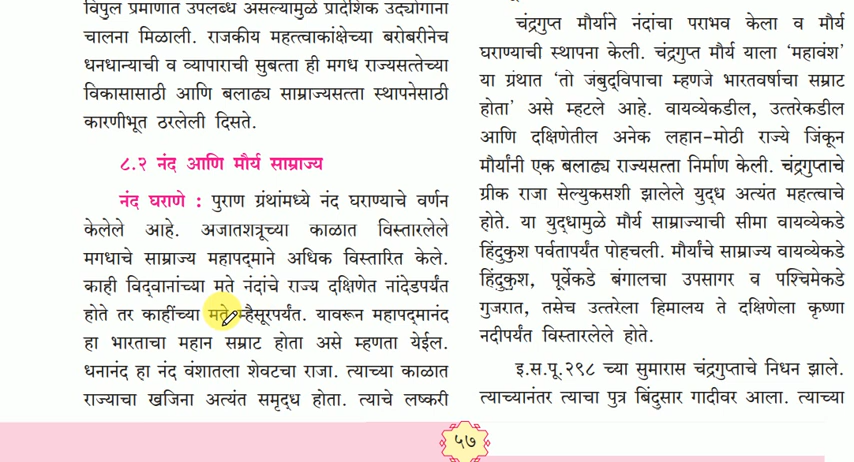 विपुल प्रमाणात उपलब्ध असल्यामुळे प्रादेशिक उद्योगांना
चालना मिळाली. राजकीय महत्त्वाकांक्षेच्या बरोबरीनेच
धनधान्याची व व्यापाराची सुबत्ता ही मगध राज्यसत्तेच्या
विकासासाठी आणि बलाढ्य साम्राज्यसत्ता स्थापनेसाठी
कारणीभूत ठरलेली दिसते.
८.२ नंद आणि मौर्य साम्राज्य
नंद घराणे : पुराण ग्रंथांमध्ये नंद घराण्याचे वर्णन
केलेले आहे. अजातशत्रूच्या काळात विस्तारलेले
मगधाचे साम्राज्य महापद्माने अधिक विस्तारित केले.
काही विद्वानांच्या मते नंदांचे राज्य दक्षिणेत नांदेडपर्यंत
होते तर काहींच्या मते म्हैसूरपर्यंत. यावरून महापद्मानंद
हा भारताचा महान सम्राट होता असे म्हणता येईल.
धनानंद हा नंद वंशातला शेवटचा राजा. त्याच्या काळात
राज्याचा खजिना अत्यंत समृद्ध होता. त्याचे लष्करी
चंद्रगुप्त मौर्याने नंदांचा पराभव केला व मौर्य
घराण्याची स्थापना केली. चंद्रगुप्त मौर्य याला ‘महावंश’
या ग्रंथात ‘तो जंबुद्विपाचा म्हणजे भारतवर्षाचा सम्राट
होता’ असे म्हटले आहे. वायव्येकडील, उत्तरेकडील
आणि दक्षिणेतील अनेक लहान-मोठी राज्ये जिंकून
मौर्यांनी एक बलाढ्य राज्यसत्ता निर्माण केली. चंद्रगुप्ताचे
ग्रीक राजा सेल्युकसशी झालेले युद्ध अत्यंत महत्त्वाचे
होते. या युद्धामुळे मौर्य साम्राज्याची सीमा वायव्येकडे
हिंदुकुश पर्वतापर्यंत पोहचली. मौर्यांचे साम्राज्य वायव्येकडे
हिंदुकुश, पूर्वेकडे बंगालचा उपसागर व पश्चिमेकडे
गुजरात, तसेच उत्तरेला हिमालय ते दक्षिणेला कृष्णा
नदीपर्यंत विस्तारलेले होते.
इ.स.पू.२९८ च्या सुमारास चंद्रगुप्ताचे निधन झाले.
त्याच्यानंतर त्याचा पुत्र बिंदुसार गादीवर आला. त्याच्या
५७